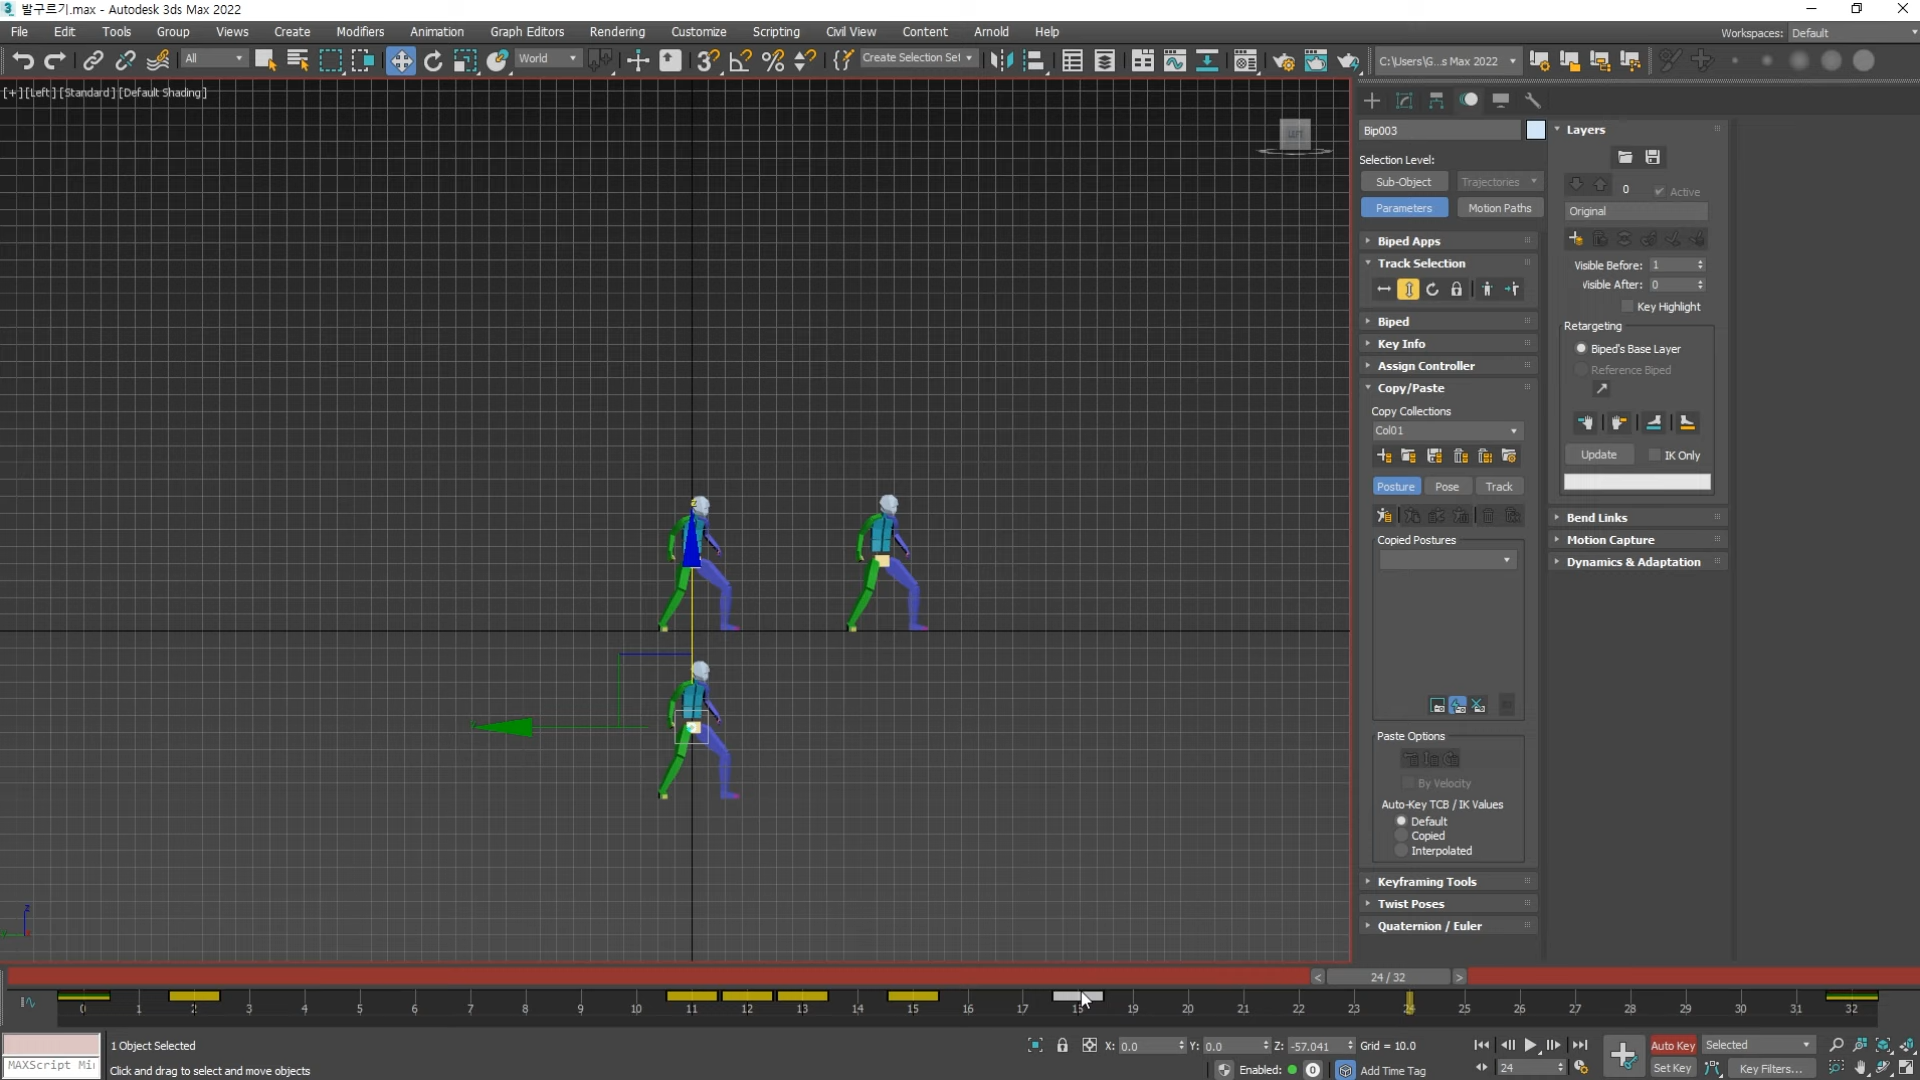 3 발구르기.max - Autodesk 3ds Max 2022
File Edit Tools Group Views Create Modifiers Animation Graph Editors Rendering Customize Scripting Civil View Content Arnold Help
Workspaces: Default
All World Create Selection Set C:\Users\G...s Max 2022
[+] [Left] [Standard] [Default Shading]
Bip003
Selection Level:
Sub-Object Trajectories
Parameters Motion Paths
Biped Apps
Track Selection
Biped
Key Info
Assign Controller
Copy/Paste
Copy Collections
Col01
Posture Pose Track
Copied Postures
Paste Options
By Velocity
Auto-Key TCB / IK Values
Default
Copied
Interpolated
Keyframing Tools
Twist Poses
Quaternion / Euler
Layers
0 Active
Original
Visible Before: 1
Visible After: 0
Key Highlight
Retargeting
Biped's Base Layer
Reference Biped
Update IK Only
Bend Links
Motion Capture
Dynamics & Adaptation
z
y
< 24 / 32 >
0 1 2 3 4 5 6 7 8 9 10 11 12 13 14 15 16 17 18 19 20 21 22 23 24 25 26 27 28 29 30 31 32
1 Object Selected X: 0.0 Y: 0.0 Z: -57.041 Grid = 10.0 Auto Key Selected
MAXScript Mi Click and drag to select and move objects Enabled: 0 Add Time Tag 24 Set Key Key Filters...